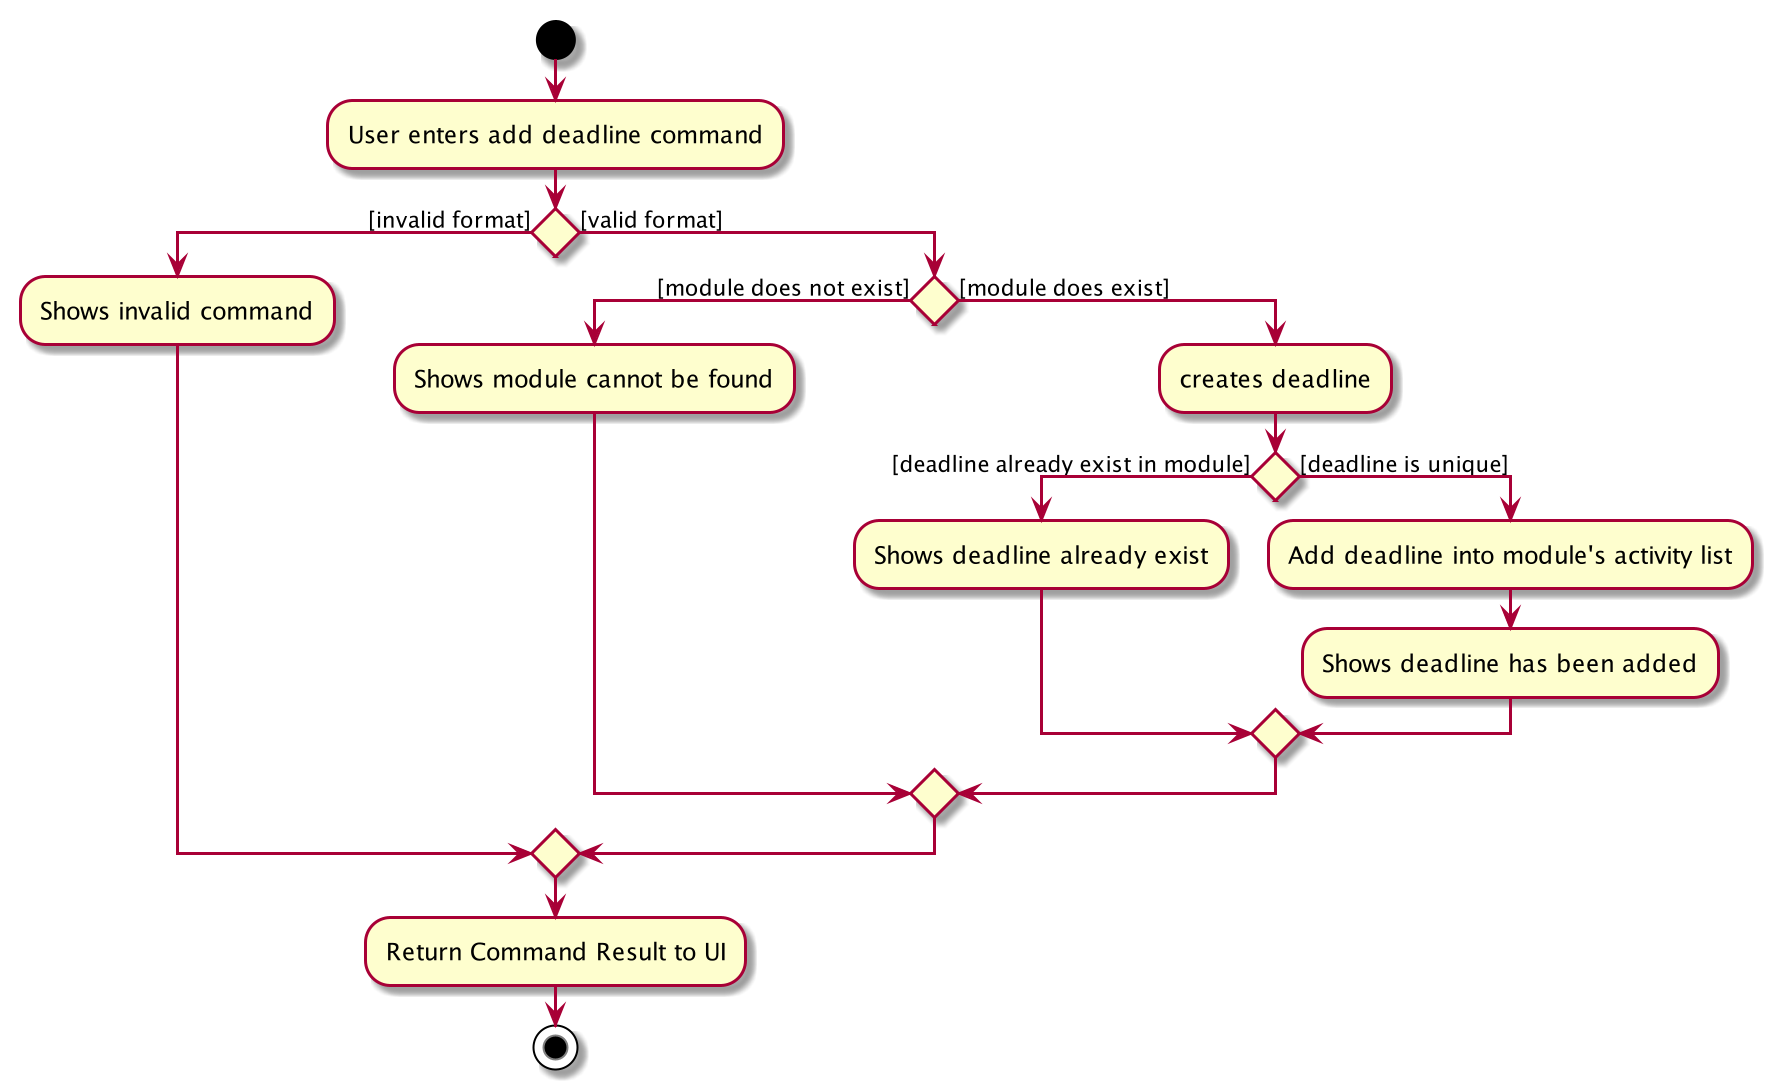 User enters add deadline command
[invalid format]
[valid format]
Shows invalid command
[module does not exist]
[module does exist]
Shows module cannot be found
creates deadline
[deadline already exist in module]
[deadline is unique]
Shows deadline already exist
Add deadline into module's activity list
Shows deadline has been added
Return Command Result to UI